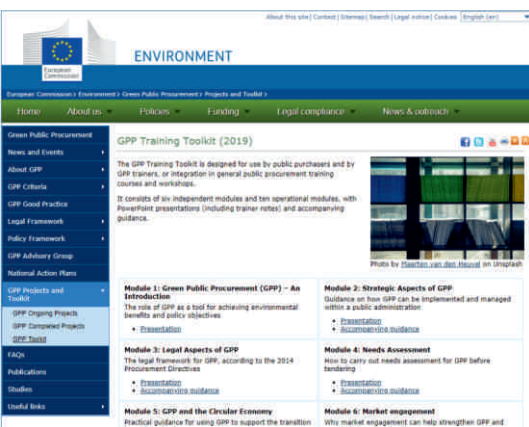 About this site | Contact | Sitemap | Search | Legal notice | Cookies English (en)
European
Commission
ENVIRONMENT
European Commission > Environment > Green Public Procurement > Projects and Toolkit >
Home About us Policies Funding Legal compliance News & outreach
Green Public Procurement
News and Events
About GPP
GPP Criteria
GPP Good Practice
Legal Framework
Policy Framework
GPP Advisory Group
National Action Plans
GPP Projects and
Toolkit
GPP Ongoing Projects
GPP Completed Projects
GPP Toolkit
FAQs
Publications
Studies
Useful links
GPP Training Toolkit (2019)
The GPP Training Toolkit is designed for use by public purchasers and by
GPP trainers, or integration in general public procurement training
courses and workshops.
It consists of six independent modules and ten operational modules, with
PowerPoint presentations (including trainer notes) and accompanying
guidance.
Photo by Maarten van den Heuvel on Unsplash
Module 1: Green Public Procurement (GPP) – An
Introduction
The role of GPP as a tool for achieving environmental
benefits and policy objectives
Presentation
Module 2: Strategic Aspects of GPP
Guidance on how GPP can be implemented and managed
within a public administration
Presentation
Accompanying guidance
Module 3: Legal Aspects of GPP
The legal framework for GPP, according to the 2014
Procurement Directives
Presentation
Accompanying guidance
Module 4: Needs Assessment
How to carry out needs assessment for GPP before
tendering
Presentation
Accompanying guidance
Module 5: GPP and the Circular Economy
Practical guidance for using GPP to support the transition
Module 6: Market engagement
Why market engagement can help strengthen GPP and